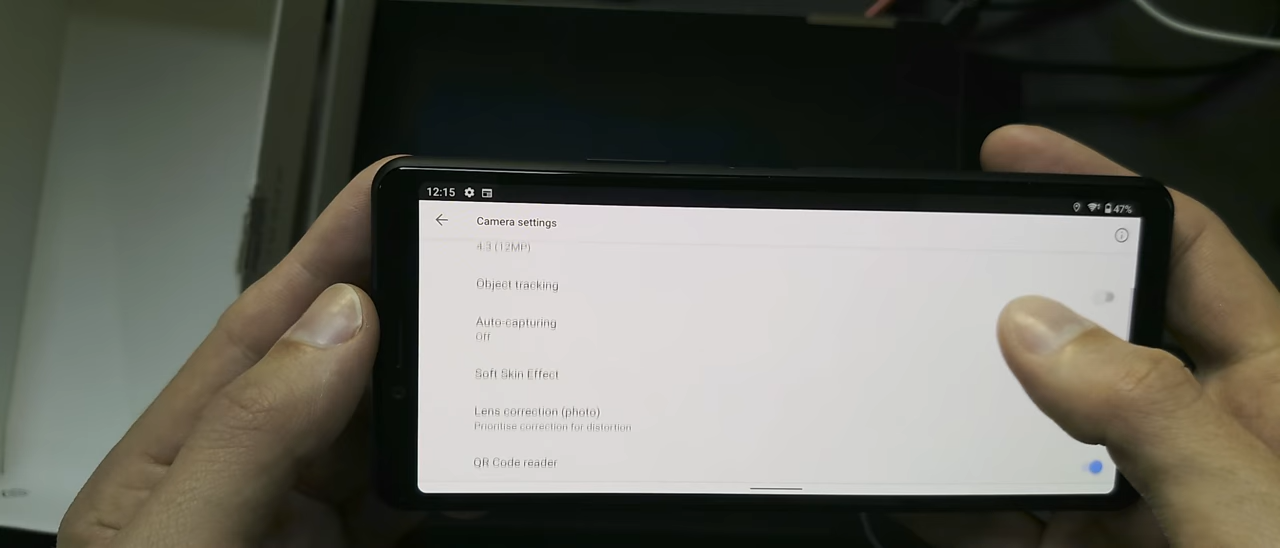 12:15
47%
Camera settings
4:3 (12MP)
Object tracking
Auto-capturing
Off
Soft Skin Effect
Lens correction (photo)
Prioritise correction for distortion
QR Code reader